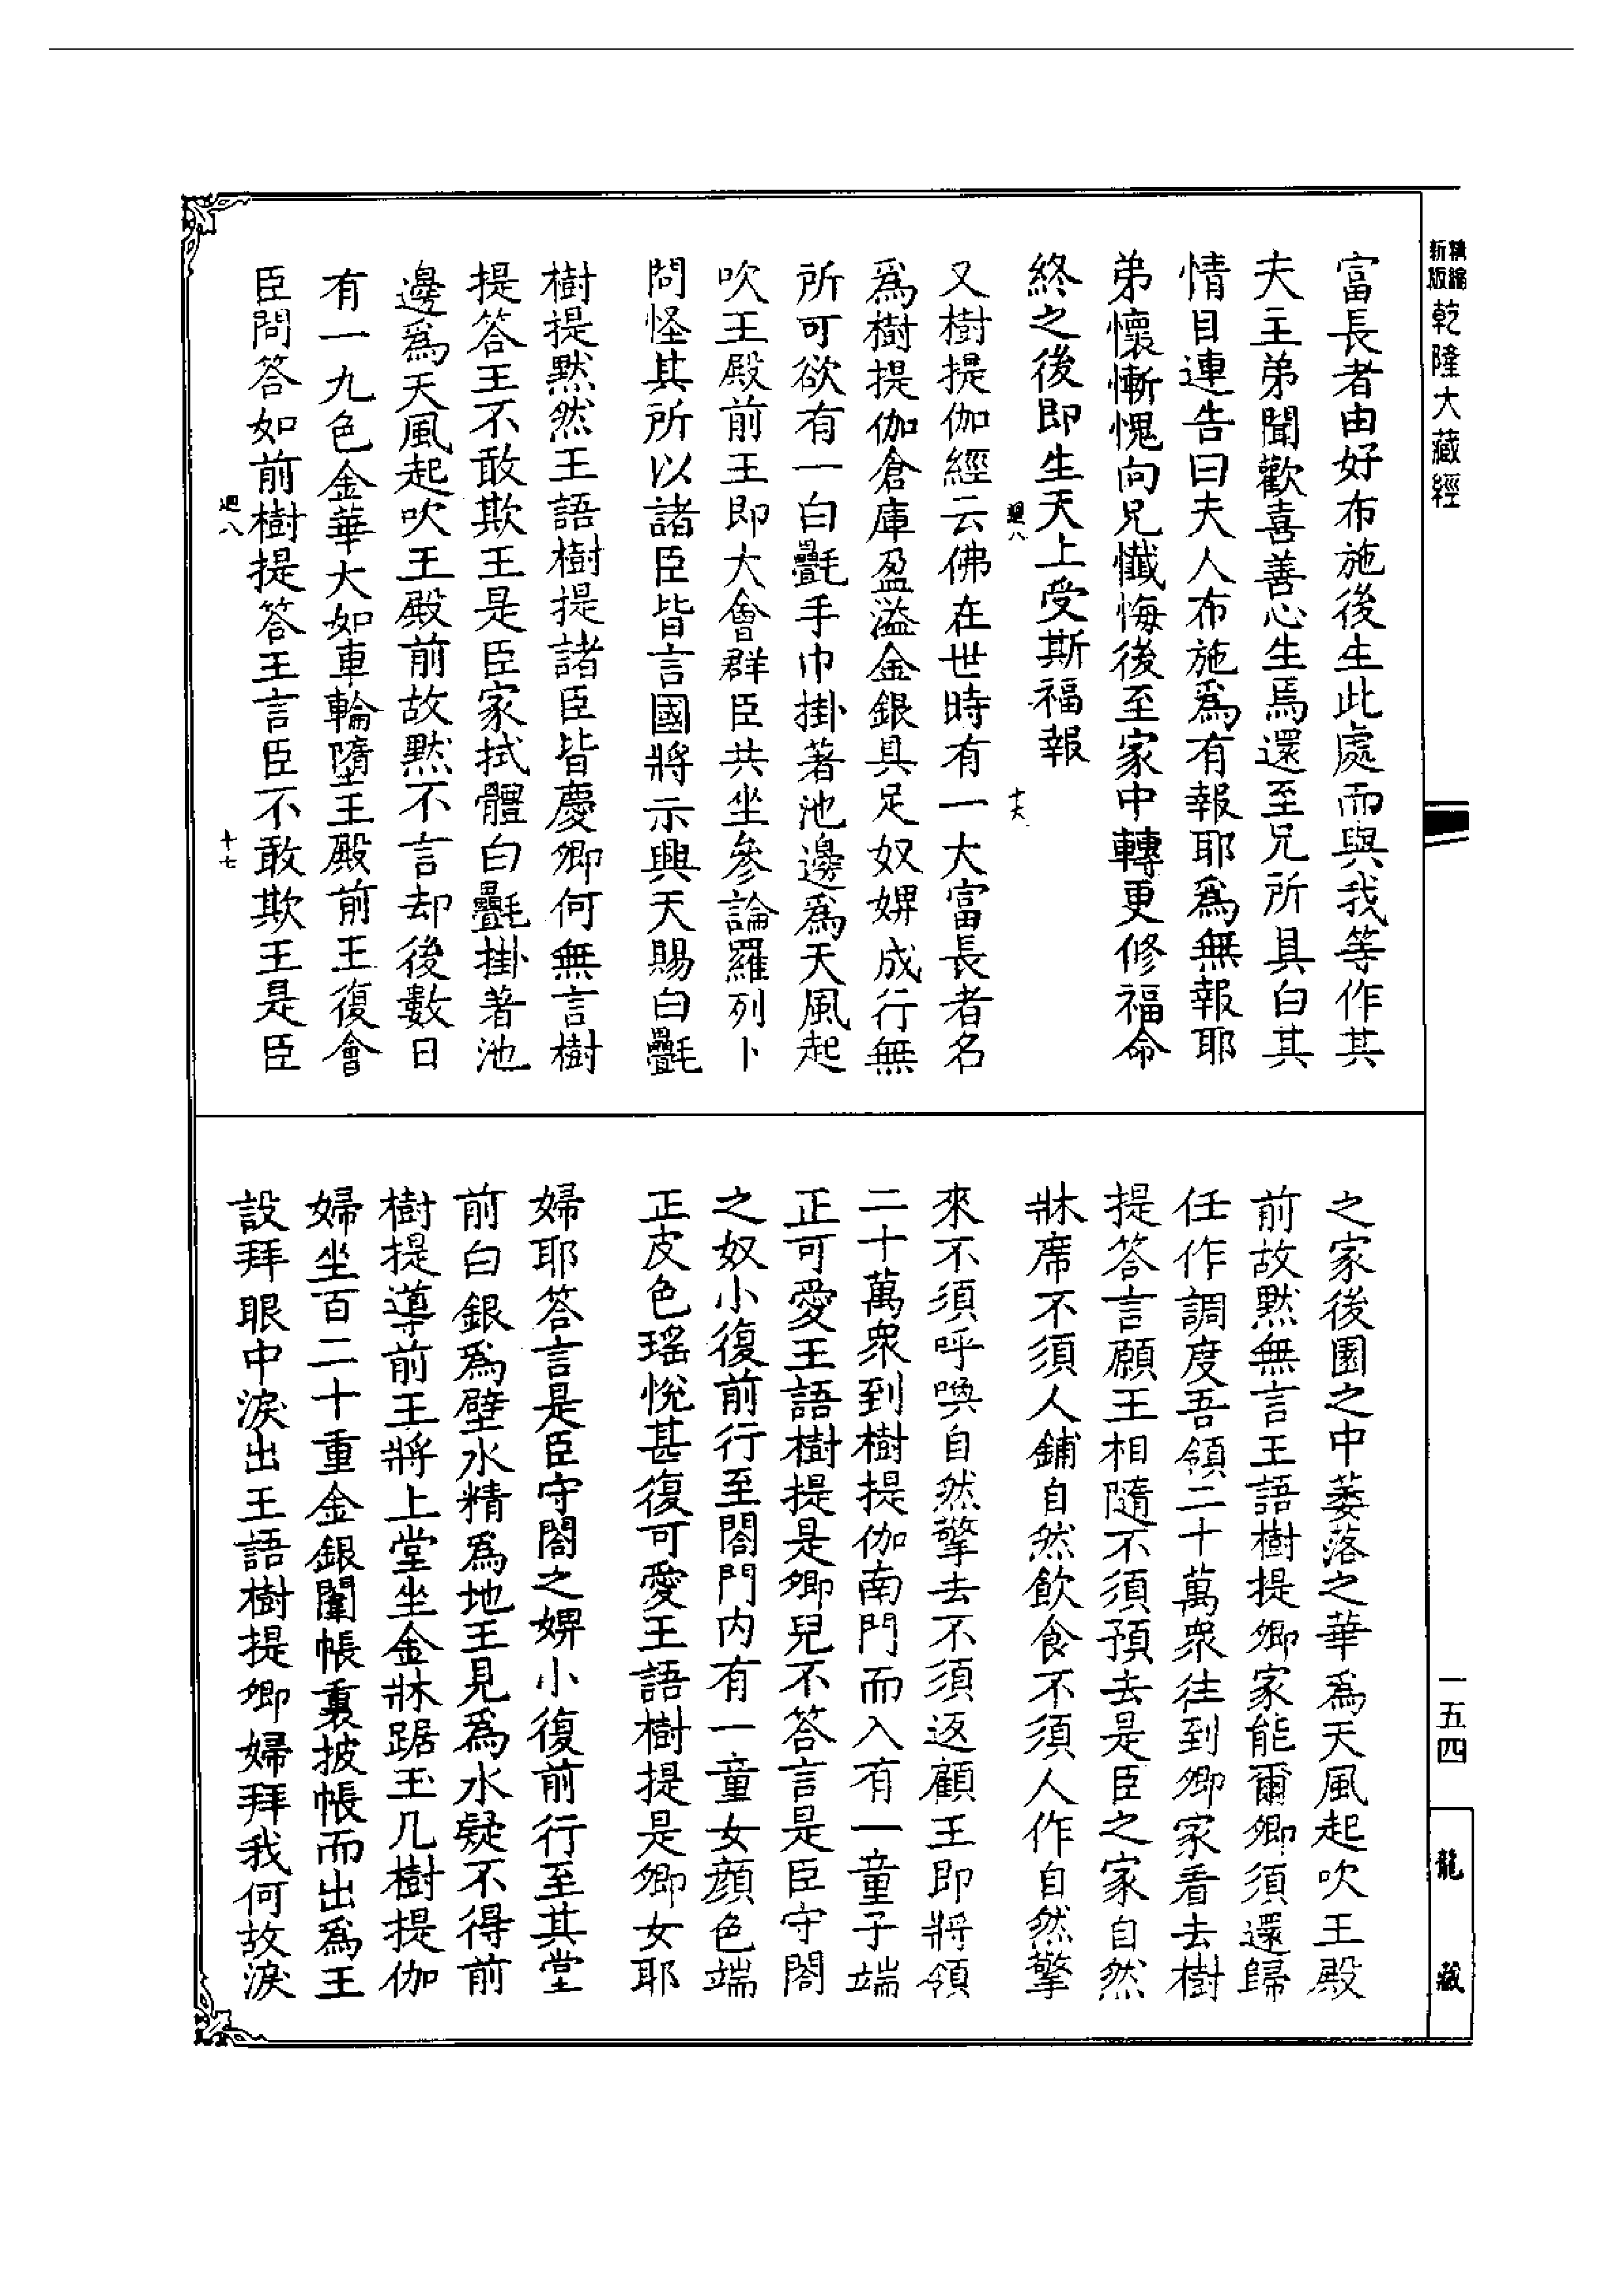 精編新版
乾隆大藏經
富長者由好布施後生此處而與我等作其
夫主弟聞歡喜善心生焉還至兄所具白其
情目連告曰夫人布施爲有報耶爲無報耶
弟懷慚愧向兄懺悔後至家中轉更修福命
終之後即生天上受斯福報
十六
又樹提伽經云佛在世時有一大富長者名
爲樹提伽倉庫盈溢金銀具足奴婢成行無
所可欲有一白㲲手巾掛著池邊爲天風起
吹王殿前王即大會群臣共坐參論羅列卜
問怪其所以諸臣皆言國將示興天賜白㲲
樹提默然王語樹提諸臣皆慶卿何無言樹
提答王不敢欺王是臣家拭體白㲲掛著池
邊爲天風起吹王殿前故默不言却後數日
有一九色金華大如車輪墮王殿前王復會
臣問答如前樹提答王言臣不敢欺王是臣
十七
之家後園之中萎落之華爲天風起吹王殿
前故默無言王語樹提卿家能爾卿須還歸
任作調度吾領二十萬衆往到卿家看去樹
提答言願王相隨不須預去是臣之家自然
牀席不須人鋪自然飲食不須人作自然擎
來不須呼喚自然擎去不須返顧王即將領
二十萬衆到樹提伽南門而入有一童子端
正可愛王語樹提是卿兒不答言是臣守閤
之奴小復前行至閤門内有一童女顔色端
正皮色瑤悅甚復可愛王語樹提是卿女耶
婦耶答言是臣守閤之婢小復前行至其堂
前白銀爲壁水精爲地王見爲水疑不得前
樹提導前王將上堂坐金牀踞玉几樹提伽
婦坐百二十重金銀闈帳裏披帳而出爲王
設拜眼中淚出王語樹提卿婦拜我何故淚
一五四
龍藏